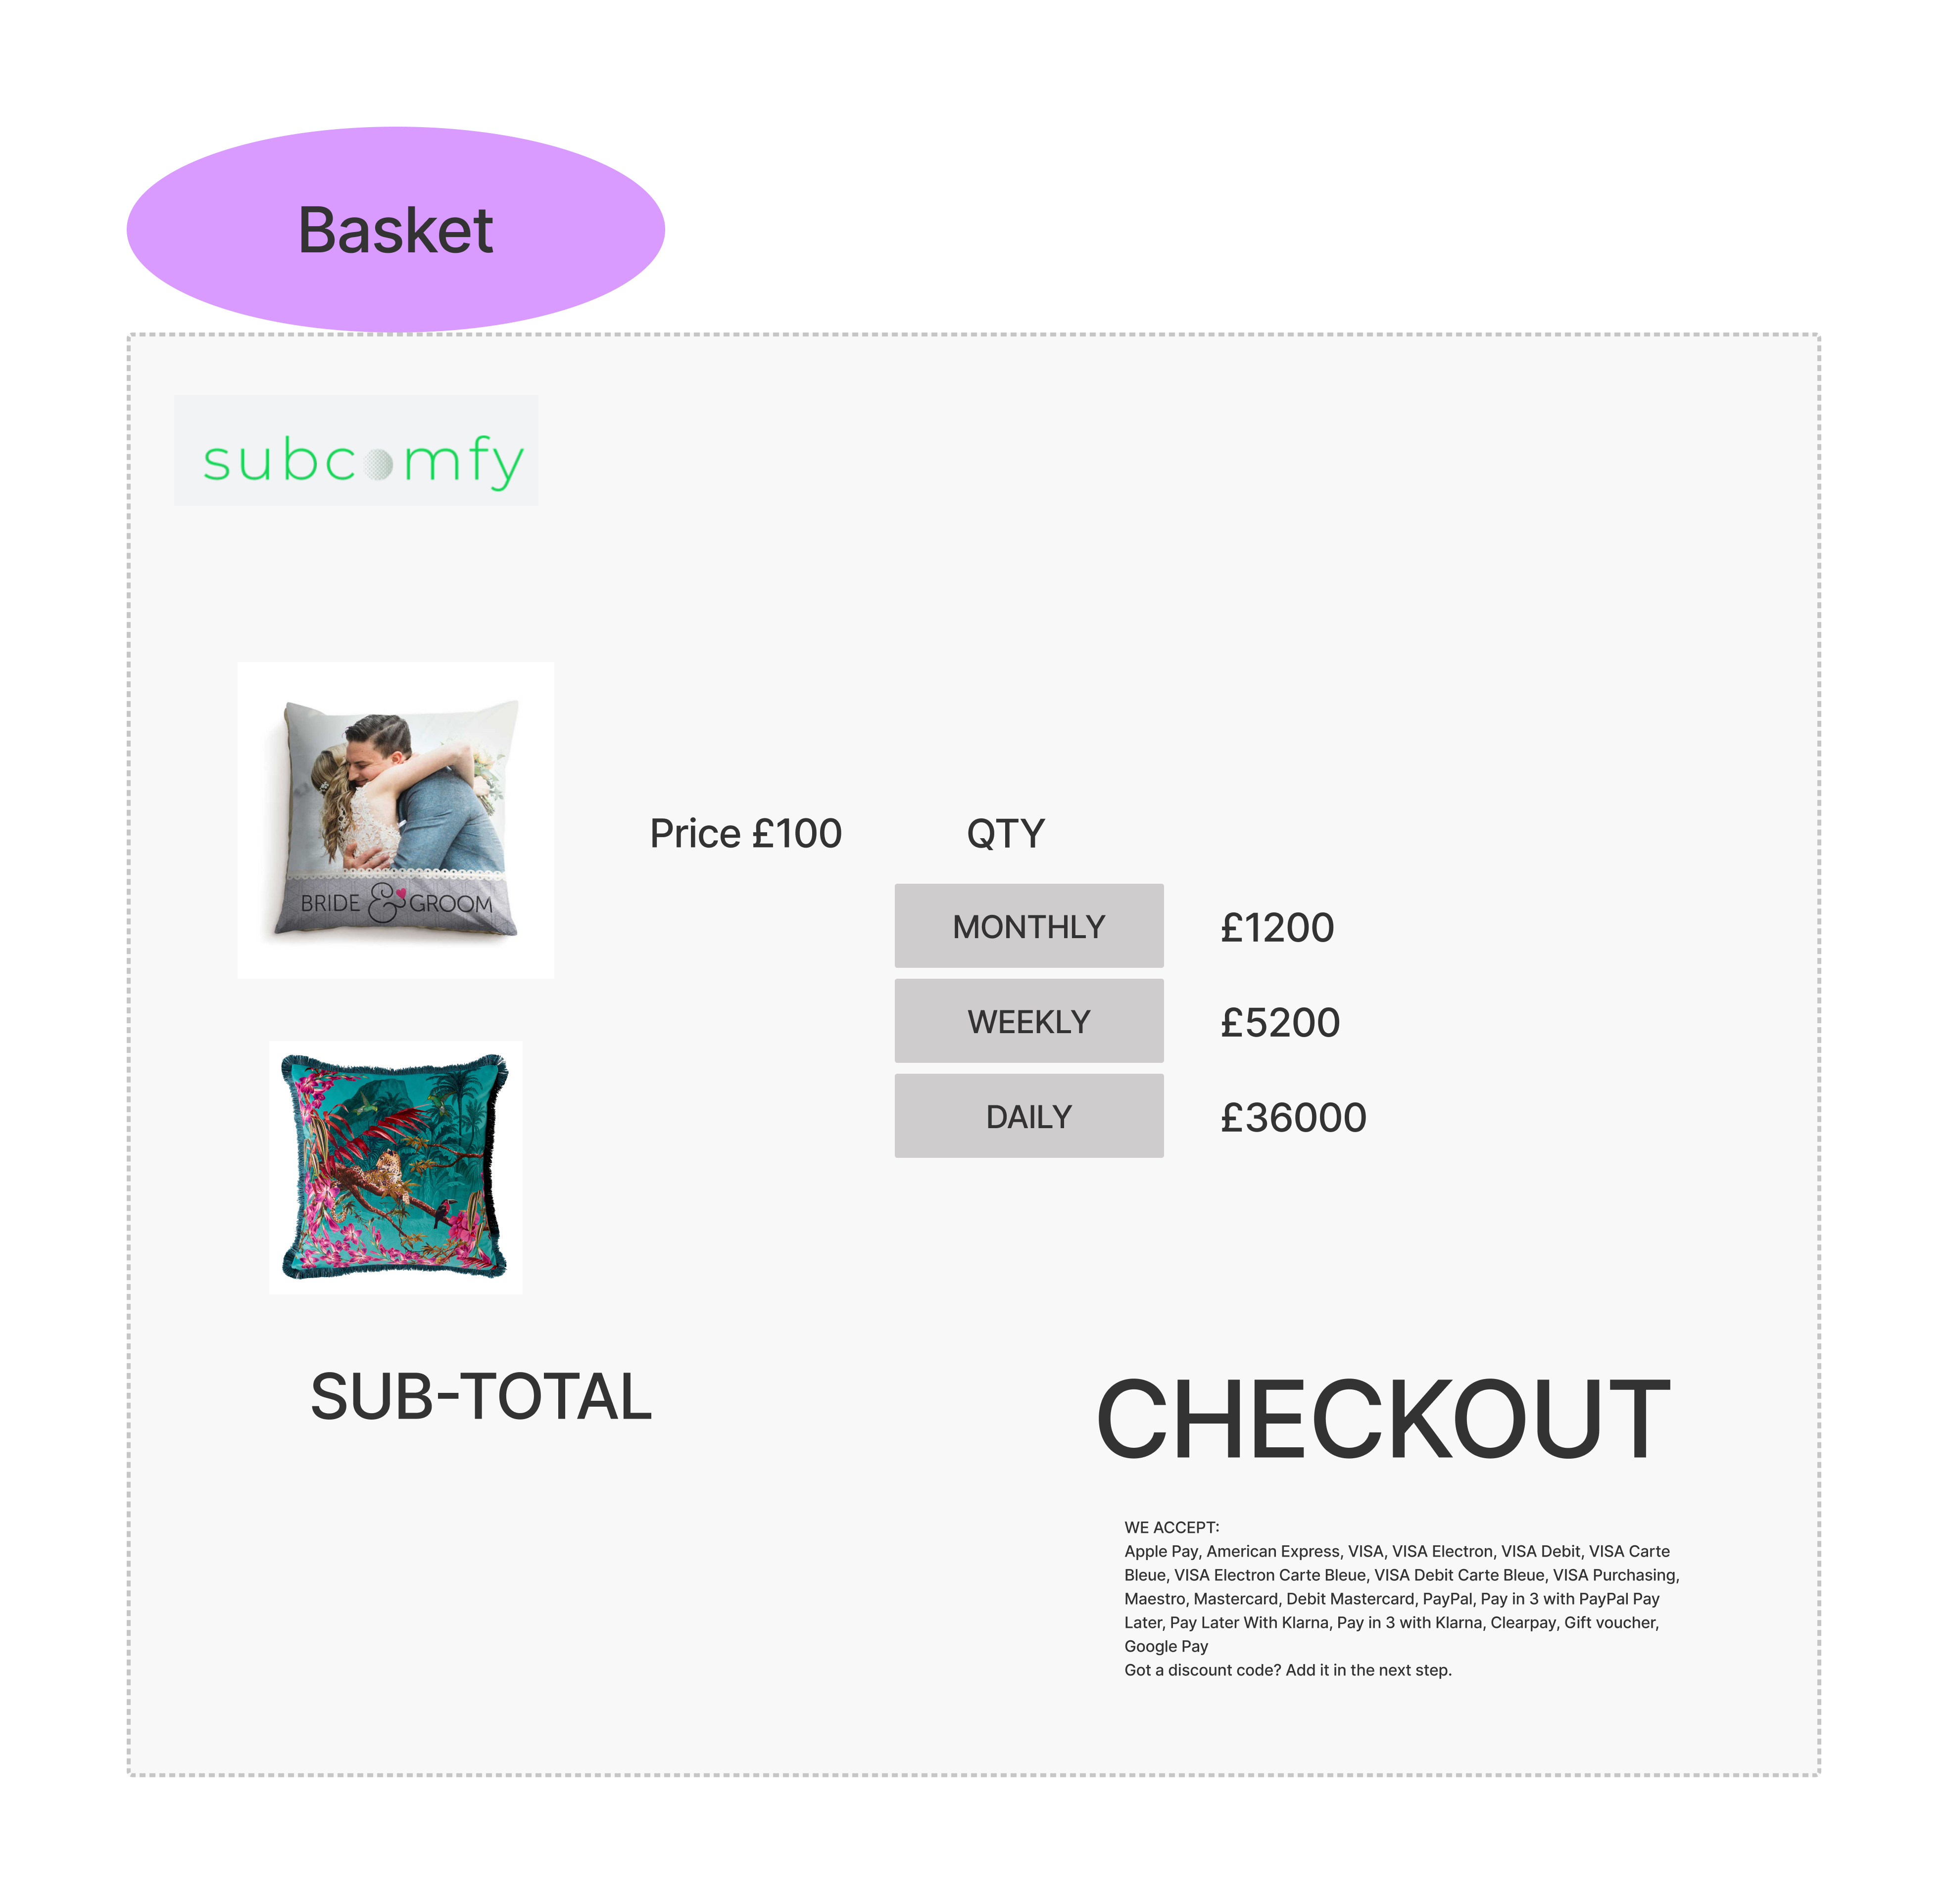 Basket
subcomfy
BRIDE & GROOM
Price £100
QTY
MONTHLY
£1200
WEEKLY
£5200
DAILY
£36000
SUB-TOTAL
CHECKOUT
WE ACCEPT:
Apple Pay, American Express, VISA, VISA Electron, VISA Debit, VISA Carte
Bleue, VISA Electron Carte Bleue, VISA Debit Carte Bleue, VISA Purchasing,
Maestro, Mastercard, Debit Mastercard, PayPal, Pay in 3 with PayPal Pay
Later, Pay Later With Klarna, Pay in 3 with Klarna, Clearpay, Gift voucher,
Google Pay
Got a discount code? Add it in the next step.